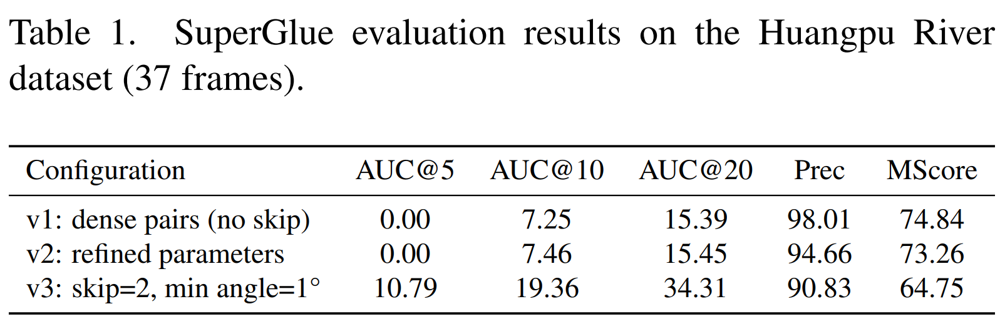 Table 1. SuperGlue evaluation results on the Huangpu River
dataset (37 frames).
Configuration AUC@5 AUC@10 AUC@20 Prec MScore
v1: dense pairs (no skip) 0.00 7.25 15.39 98.01 74.84
v2: refined parameters 0.00 7.46 15.45 94.66 73.26
v3: skip=2, min angle=1° 10.79 19.36 34.31 90.83 64.75